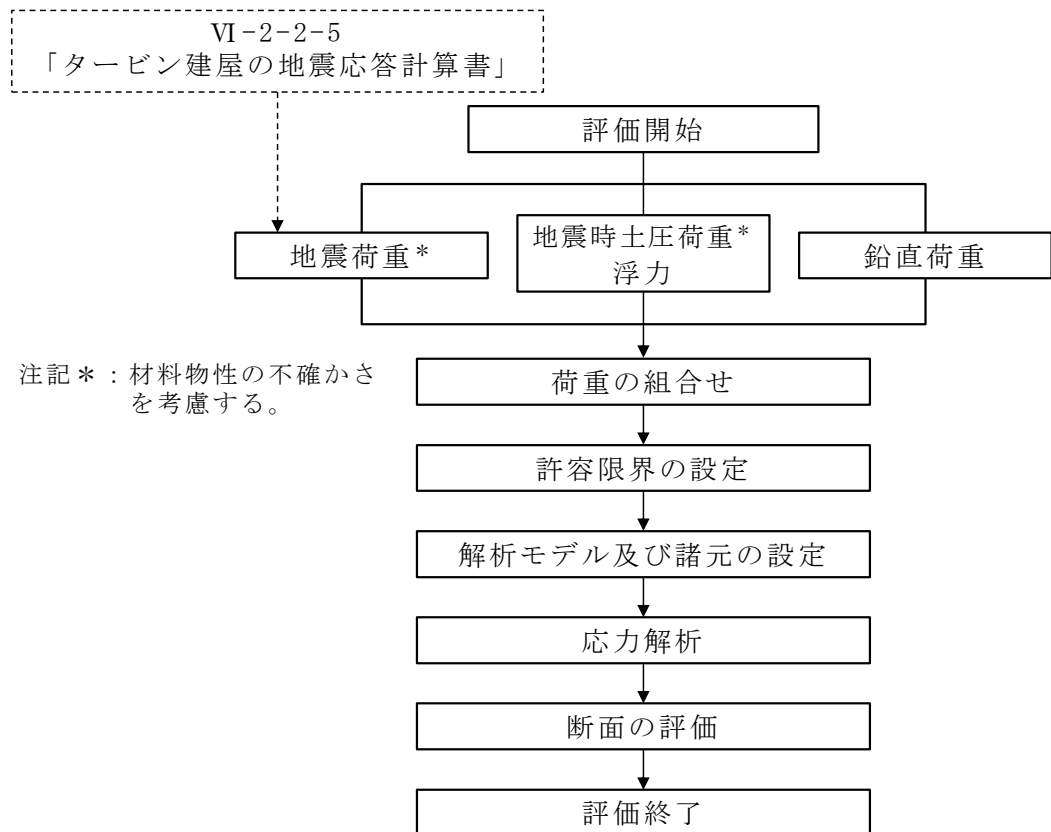 Ⅵ-2-2-5
「タービン建屋の地震応答計算書」
評価開始
地震荷重*
地震時土圧荷重*
浮力
鉛直荷重
注記*:材料物性の不確かさ
を考慮する。
荷重の組合せ
許容限界の設定
解析モデル及び諸元の設定
応力解析
断面の評価
評価終了